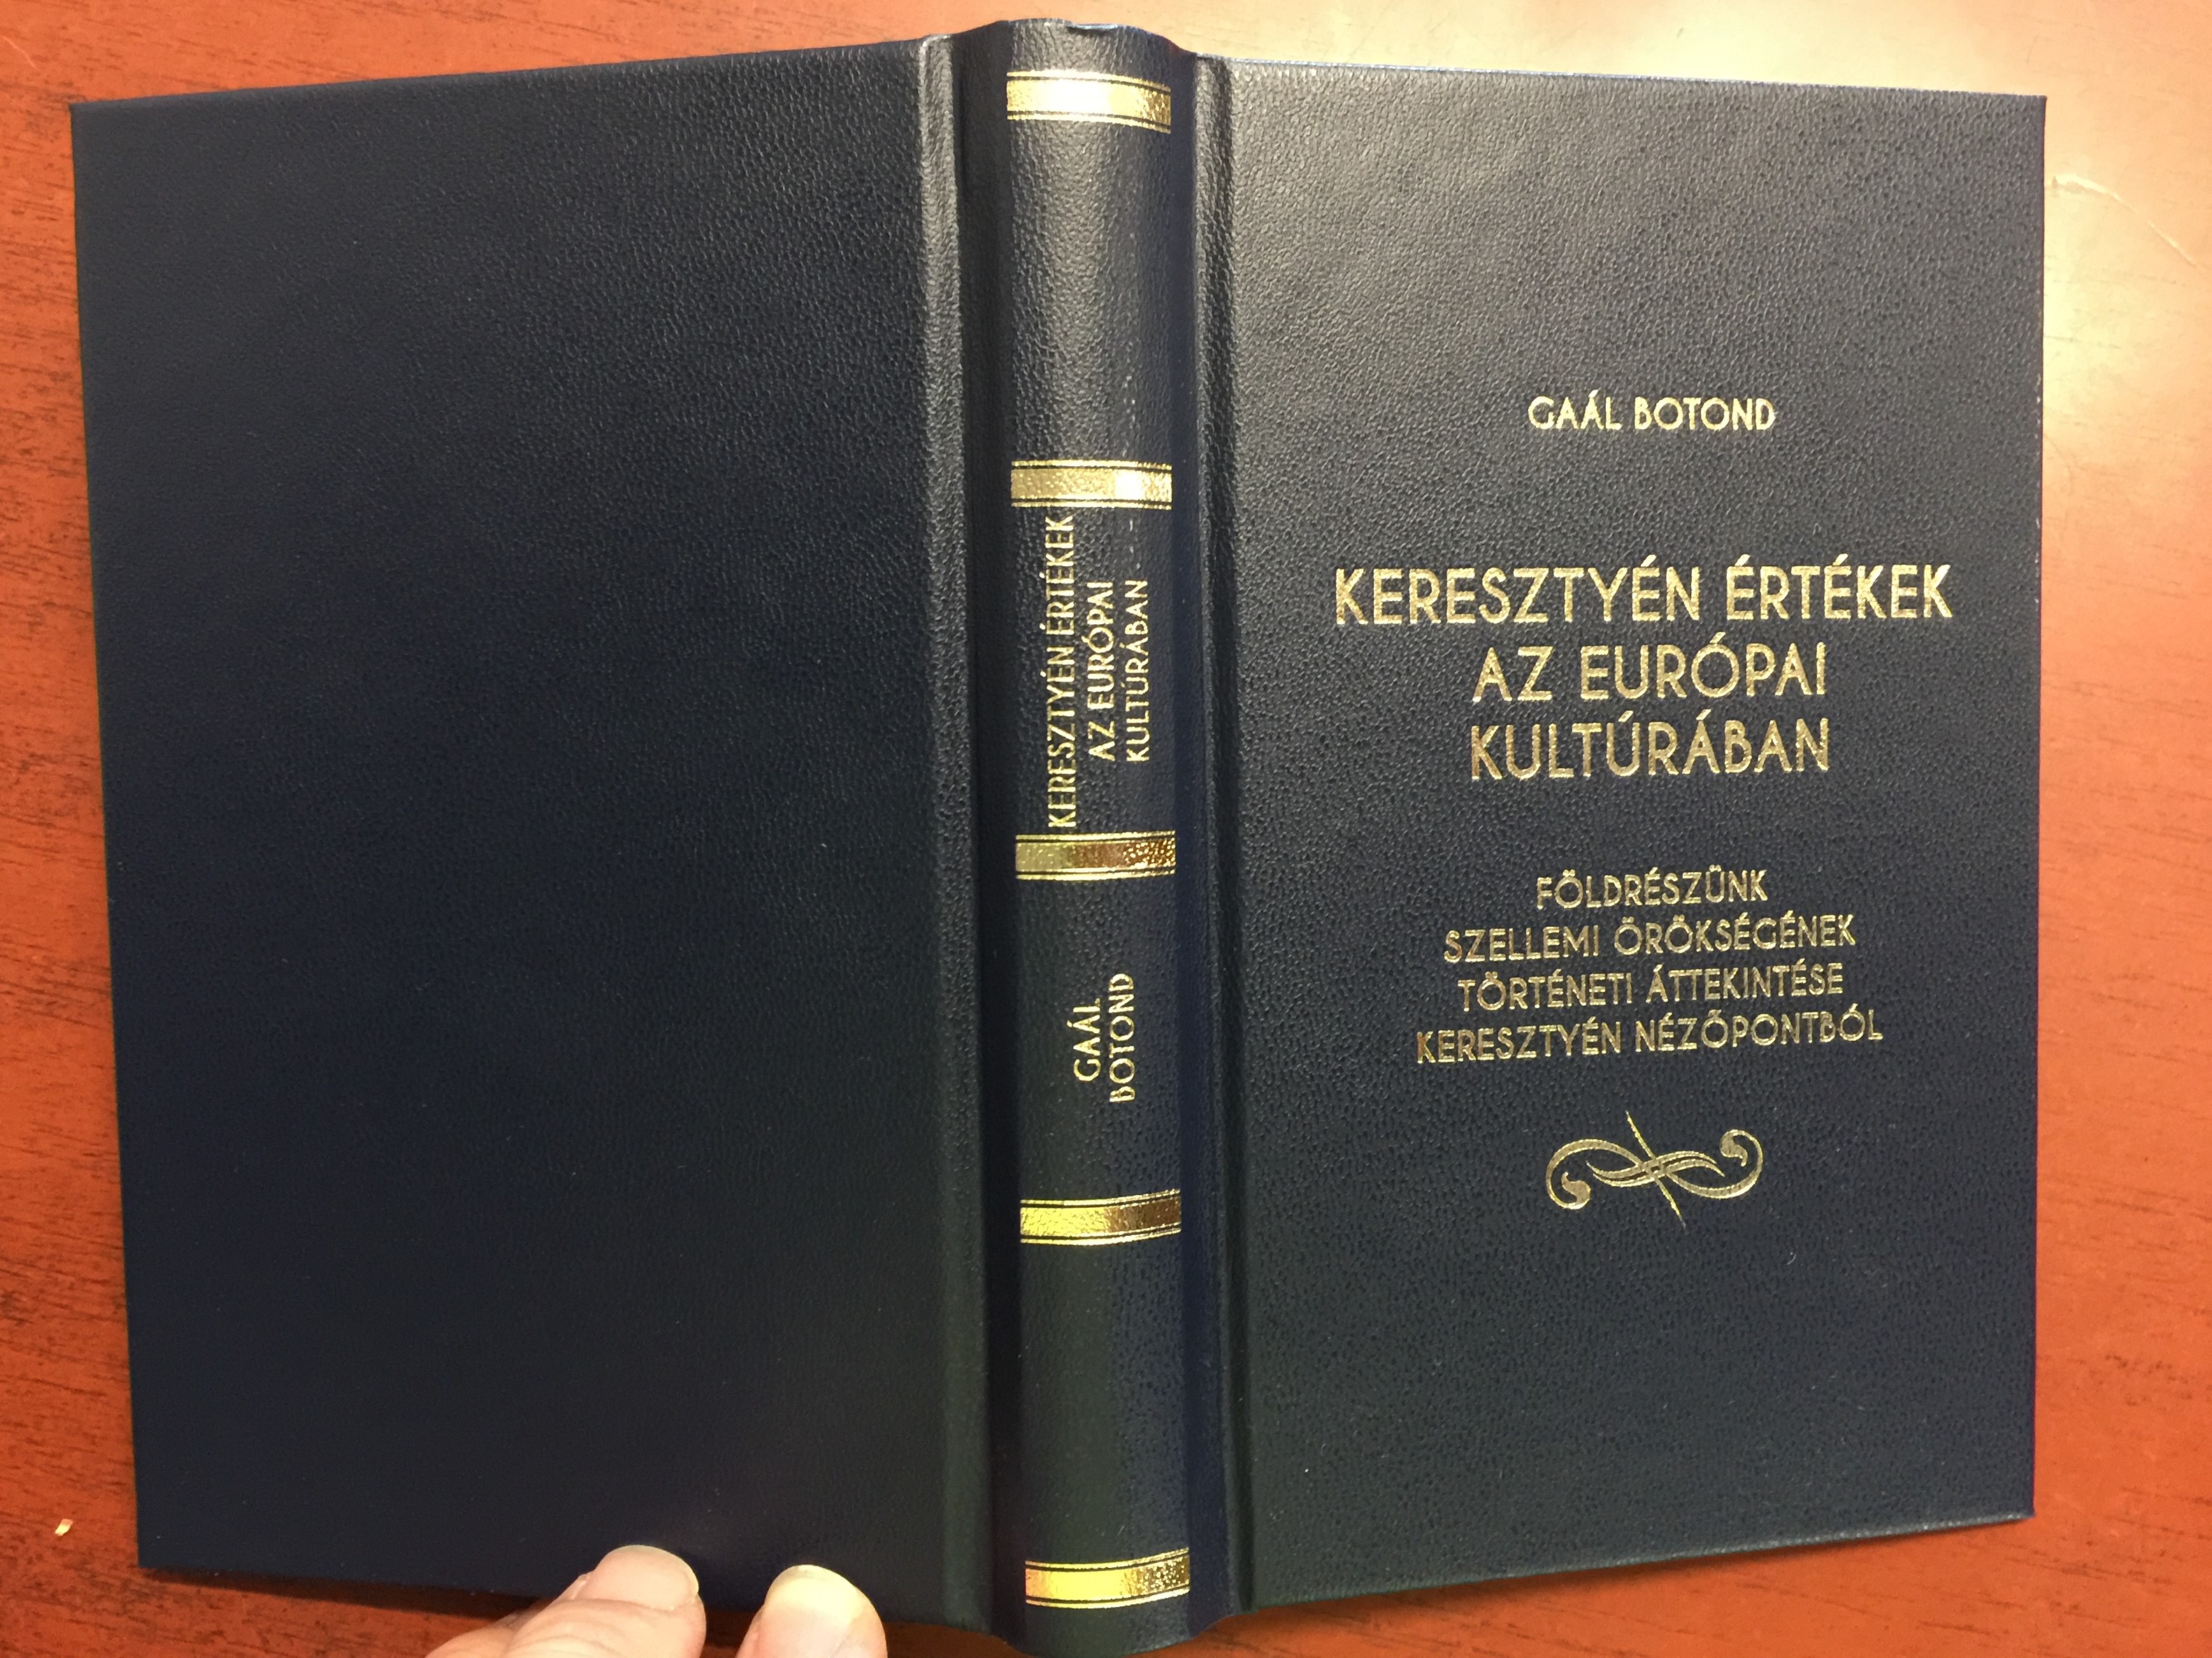 KERESZTYÉN ÉRTÉKEK
AZ EURÓPAI
KULTÚRÁBAN
GAÁL
BOTOND
GAÁL BOTOND
KERESZTYÉN ÉRTÉKEK
AZ EURÓPAI
KULTÚRÁBAN
FÖLDRÉSZÜNK
SZELLEMI ÖRÖKSÉGÉNEK
TÖRTÉNETI ÁTTEKINTÉSE
KERESZTYÉN NÉZŐPONTBÓL